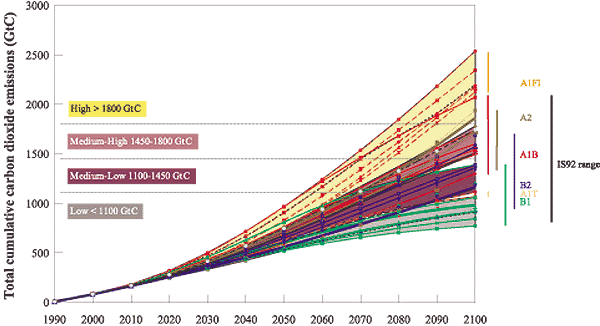 Total cumulative carbon dioxide emissions (GtC)
3000
2500
2000
1500
1000
500
0
High > 1800 GtC
Medium-High 1450-1800 GtC
Medium-Low 1100-1450 GtC
Low < 1100 GtC
1990 2000 2010 2020 2030 2040 2050 2060 2070 2080 2090 2100
A1FI
A2
A1B
IS92 range
B2
A1T
B1